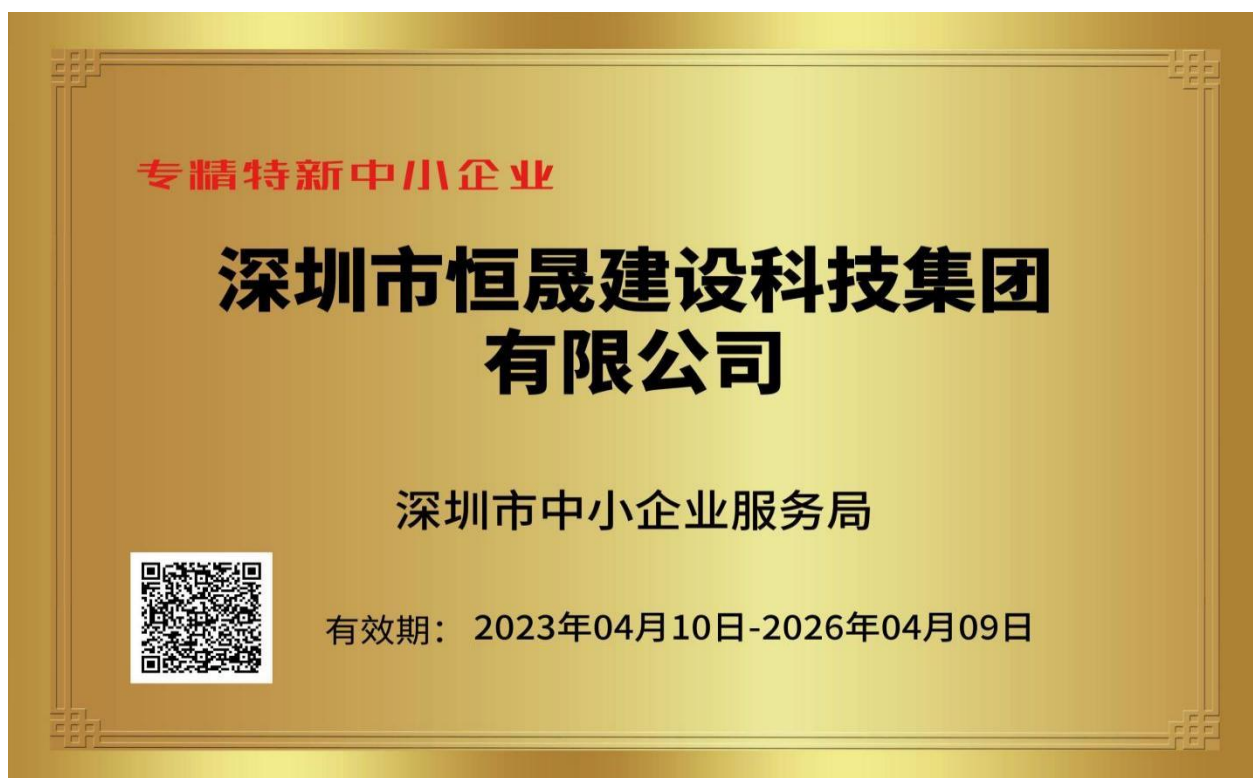 专精特新中小企业
深圳市恒晟建设科技集团
有限公司
深圳市中小企业服务局
有效期： 2023年04月10日-2026年04月09日